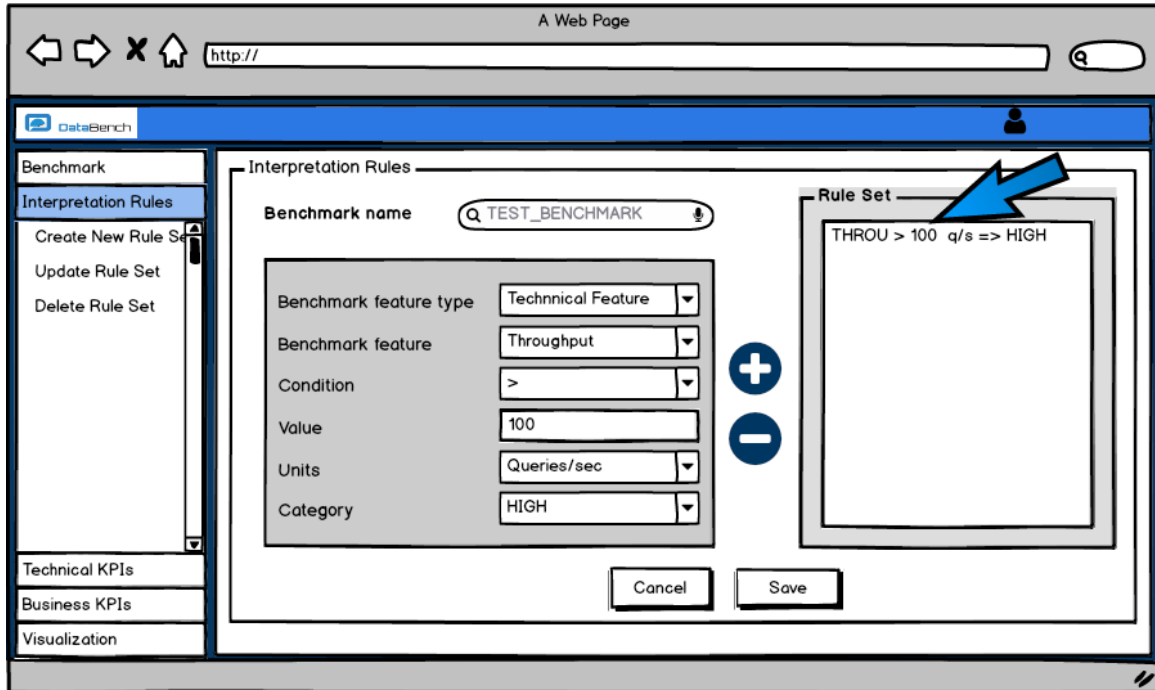 A Web Page
http://
DataBench
Benchmark
Interpretation Rules
Create New Rule Se
Update Rule Set
Delete Rule Set
Technical KPIs
Business KPIs
Visualization
Interpretation Rules
Benchmark name
TEST_BENCHMARK
Benchmark feature type
Technnical Feature
Benchmark feature
Throughput
Condition
>
Value
100
Units
Queries/sec
Category
HIGH
Rule Set
THROU > 100 q/s => HIGH
Cancel
Save